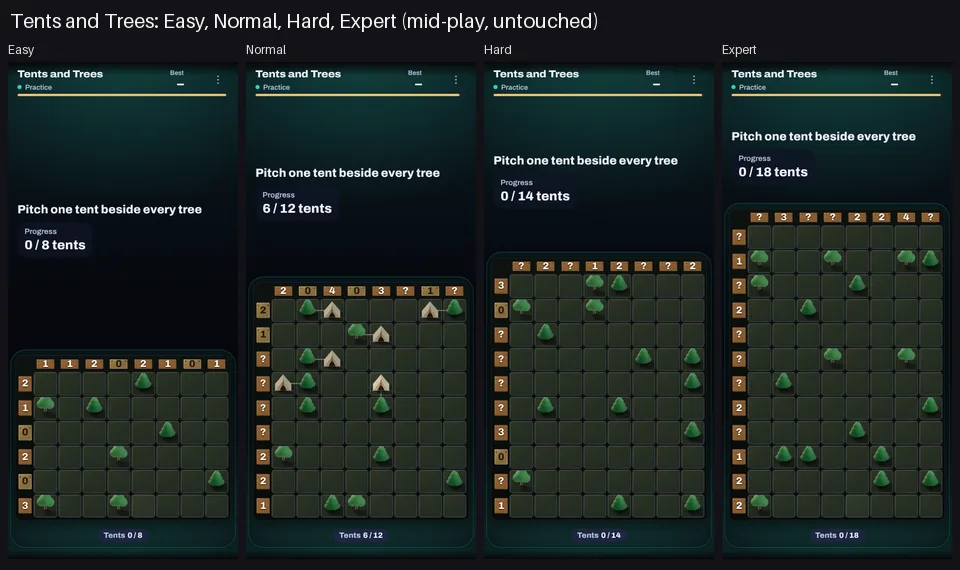 Tents and Trees: Easy, Normal, Hard, Expert (mid-play, untouched)
Easy
Tents and Trees
Best
Practice
–
Pitch one tent beside every tree
Progress
0 / 8 tents
1 1 2 0 2 1 0 1
2
1
0
2
0
3
Tents 0 / 8
Normal
Tents and Trees
Best
Practice
–
Pitch one tent beside every tree
Progress
6 / 12 tents
2 0 4 0 3 ? 1 ?
2
1
?
?
?
?
2
2
1
Tents 6 / 12
Hard
Tents and Trees
Best
Practice
–
Pitch one tent beside every tree
Progress
0 / 14 tents
? 2 ? 1 2 ? ? 2
3
0
?
?
?
?
3
0
?
1
Tents 0 / 14
Expert
Tents and Trees
Best
Practice
–
Pitch one tent beside every tree
Progress
0 / 18 tents
? 3 ? ? 2 2 4 ?
?
1
?
2
?
?
?
2
?
1
2
2
Tents 0 / 18